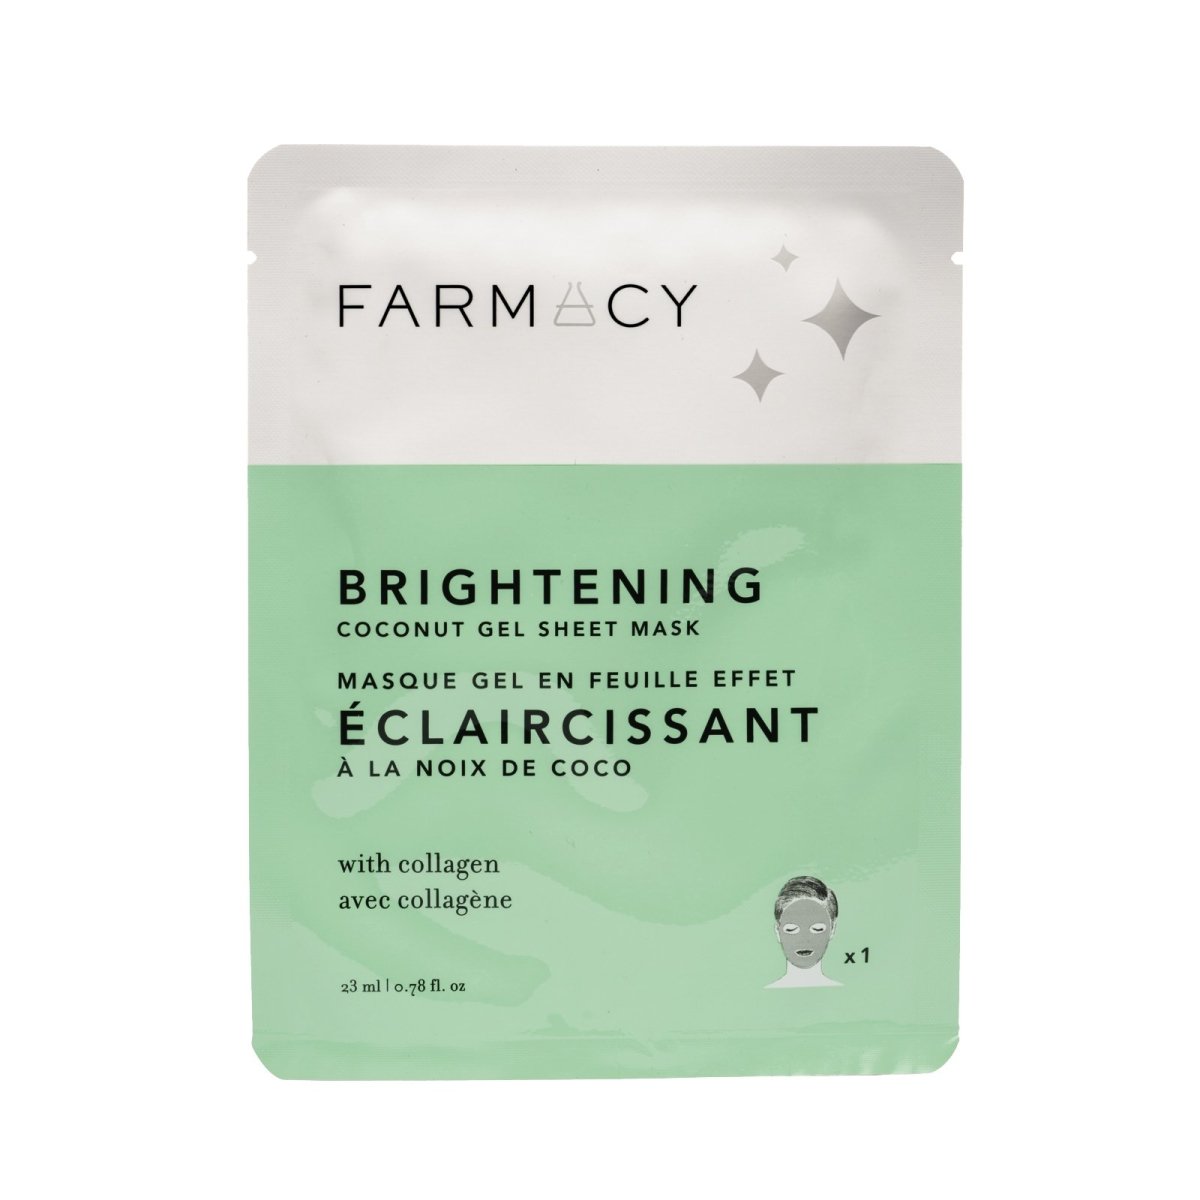 FARMACY
BRIGHTENING
COCONUT GEL SHEET MASK
MASQUE GEL EN FEUILLE EFFET
ÉCLAIRCISSANT
À LA NOIX DE COCO
with collagen
avec collagène
x1
23 ml | 0.78 fl. oz